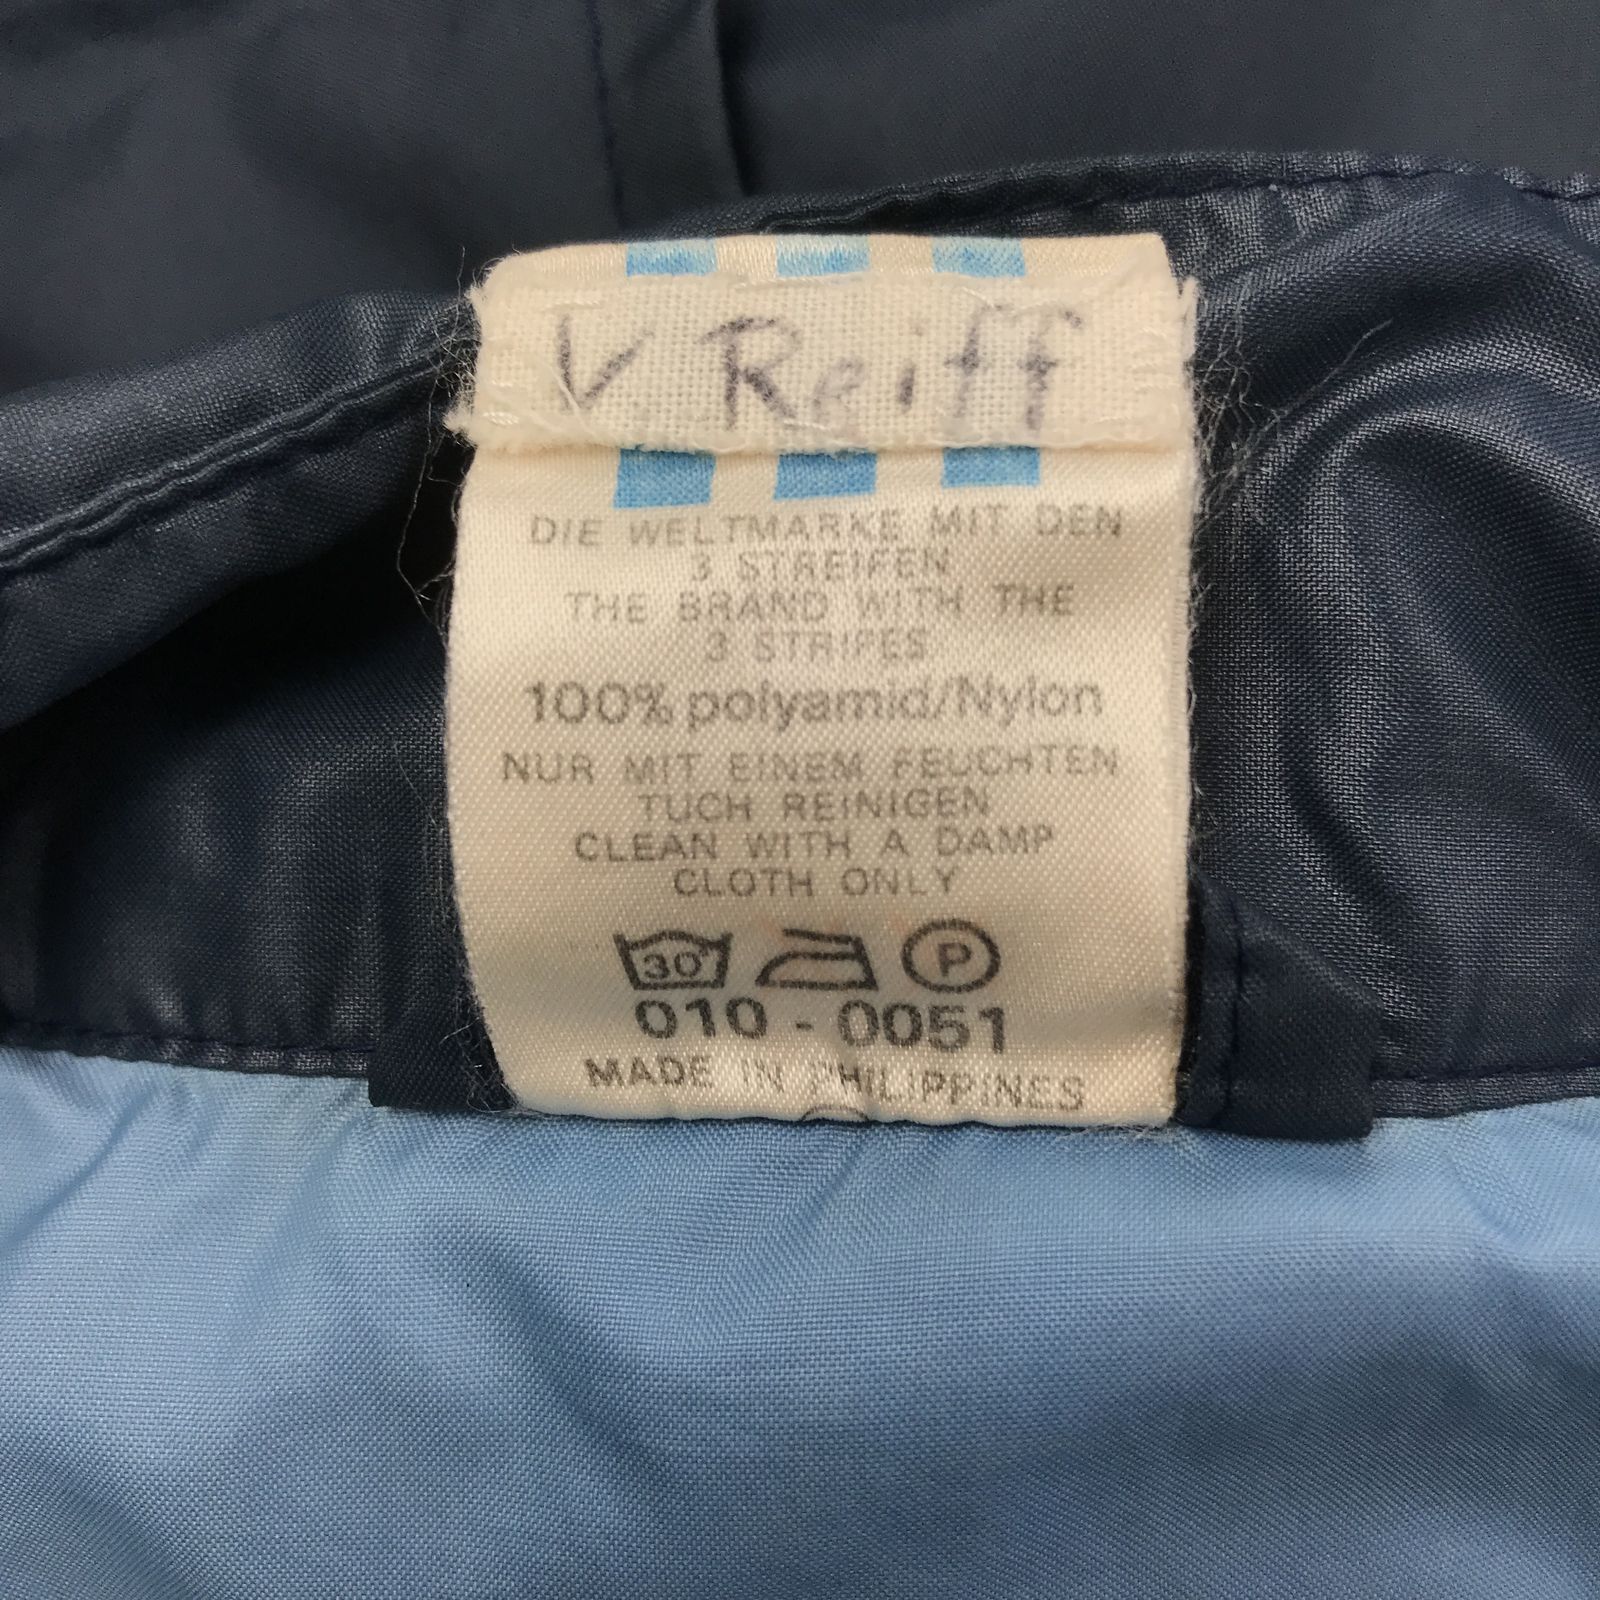 V. Reiff
DIE WELTMARKE MIT DEN
3 STREIFEN
THE BRAND WITH THE
3 STRIPES
100% polyamid/Nylon
NUR MIT EINEM FEUCHTEN
TUCH REINIGEN
CLEAN WITH A DAMP
CLOTH ONLY
30° P
010 - 0051
MADE IN PHILIPPINES